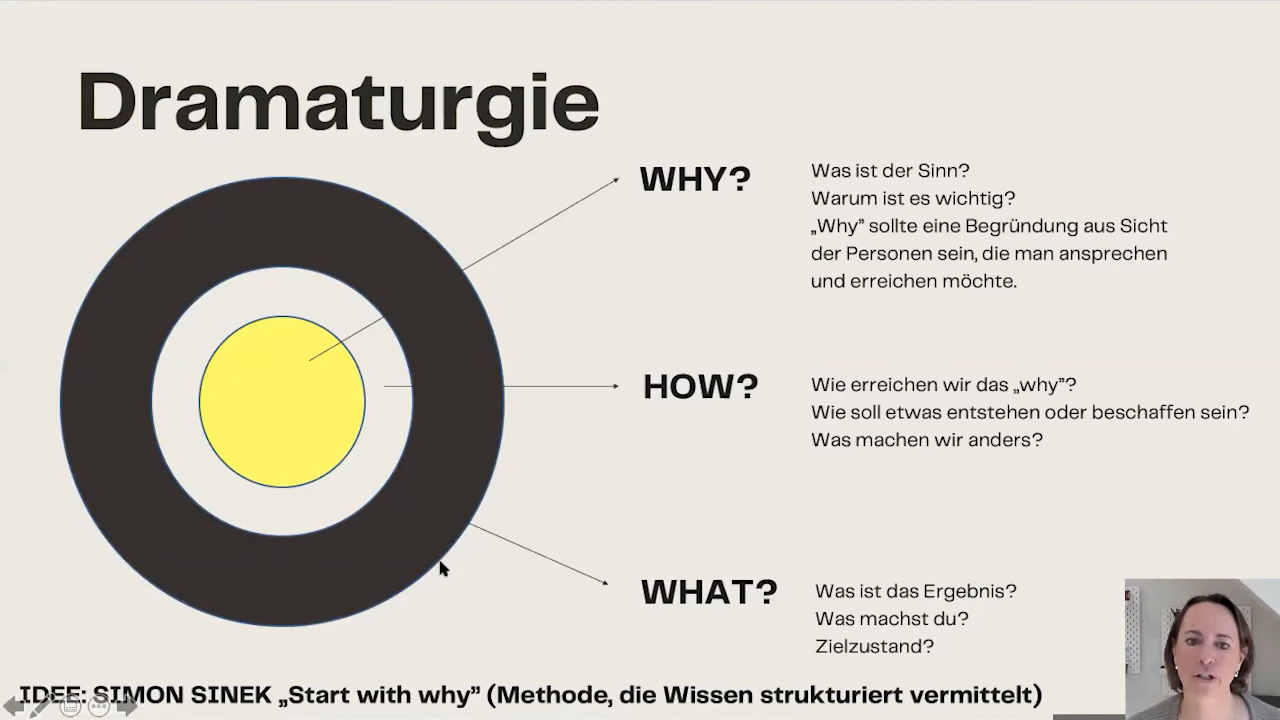 Dramaturgie
WHY?
Was ist der Sinn?
Warum ist es wichtig?
„Why” sollte eine Begründung aus Sicht
der Personen sein, die man ansprechen
und erreichen möchte.
HOW?
Wie erreichen wir das „why”?
Wie soll etwas entstehen oder beschaffen sein?
Was machen wir anders?
WHAT?
Was ist das Ergebnis?
Was machst du?
Zielzustand?
IDEE: SIMON SINEK „Start with why” (Methode, die Wissen strukturiert vermittelt)